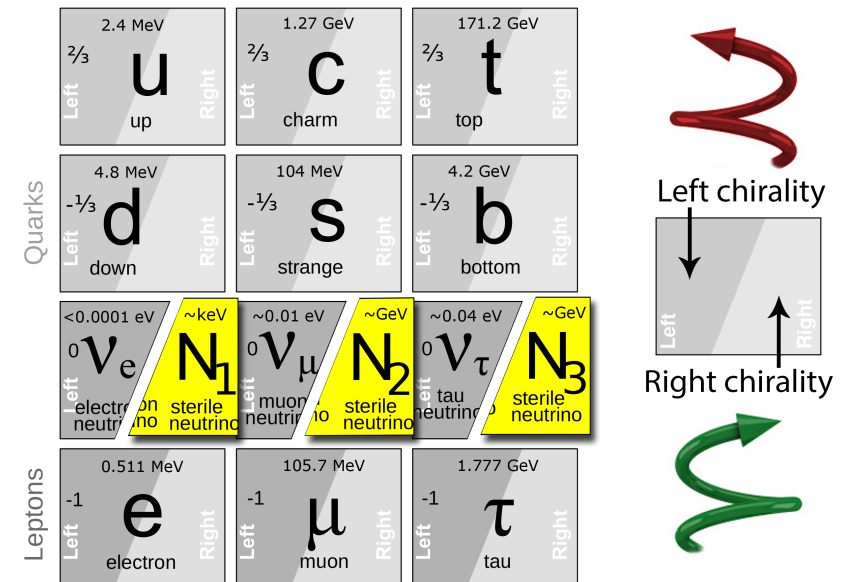 2.4 MeV
⅔
u
Left
Right
up
1.27 GeV
⅔
c
Left
Right
charm
171.2 GeV
⅔
t
Left
Right
top
Quarks
4.8 MeV
-⅓
d
Left
Right
down
104 MeV
-⅓
s
Left
Right
strange
4.2 GeV
-⅓
b
Left
Right
bottom
<0.0001 eV
0
νe
Left
electron
neutrino
~keV
N1
sterile
neutrino
~0.01 eV
0
νμ
Left
muon
neutrino
~GeV
N2
sterile
neutrino
~0.04 eV
0
ντ
Left
tau
neutrino
~GeV
N3
sterile
neutrino
Leptons
0.511 MeV
-1
e
Left
Right
electron
105.7 MeV
-1
μ
Left
Right
muon
1.777 GeV
-1
τ
Left
Right
tau
Left chirality
Left
Right
Right chirality